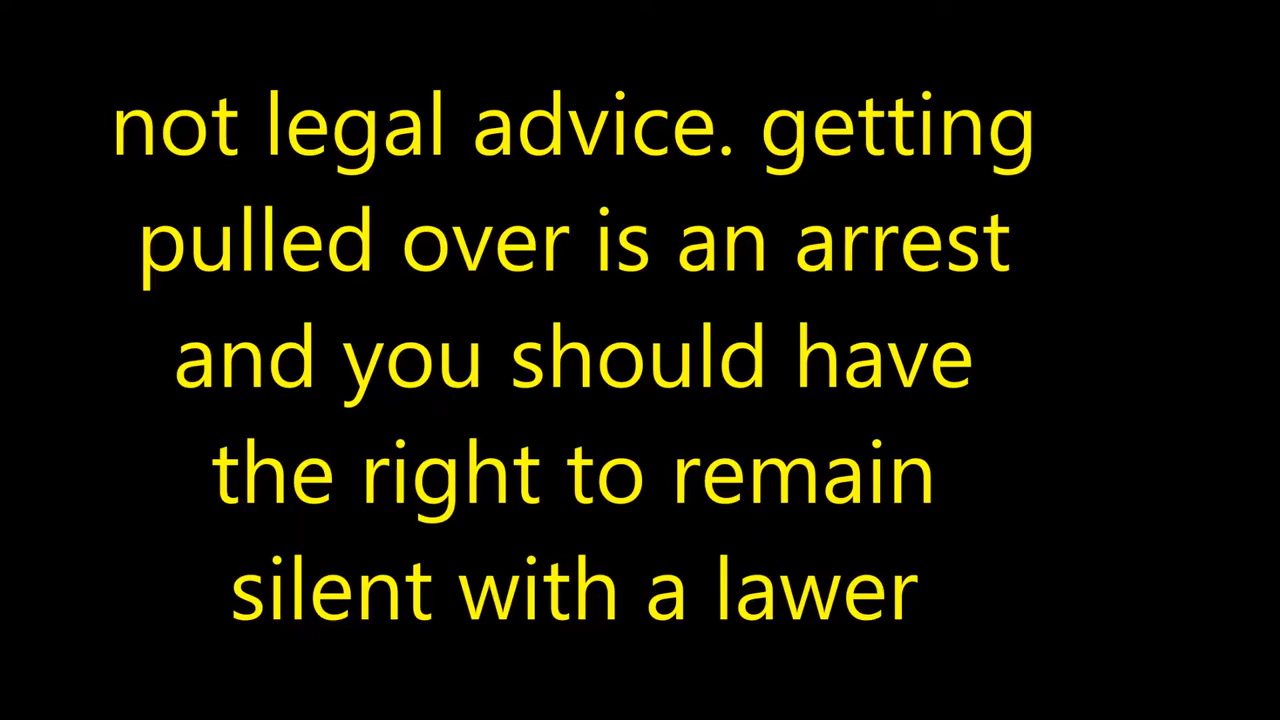 not legal advice. getting
pulled over is an arrest
and you should have
the right to remain
silent with a lawer